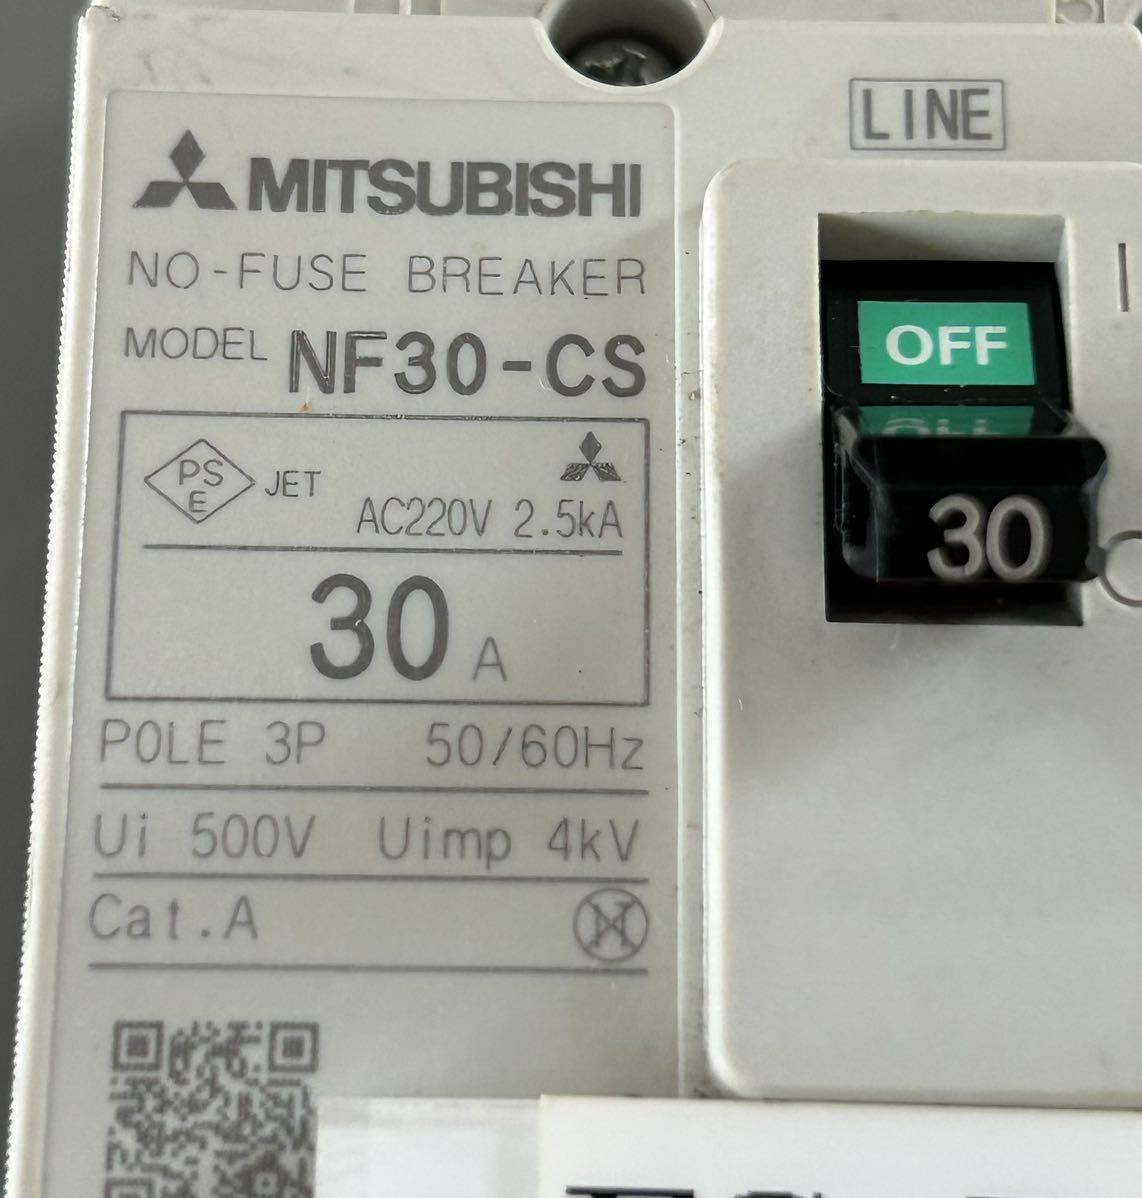 MITSUBISHI
NO-FUSE BREAKER
MODEL NF30-CS
PS
E
JET
AC220V 2.5kA
30 A
POLE 3P 50/60Hz
Ui 500V Uimp 4kV
Cat.A
LINE
OFF
30